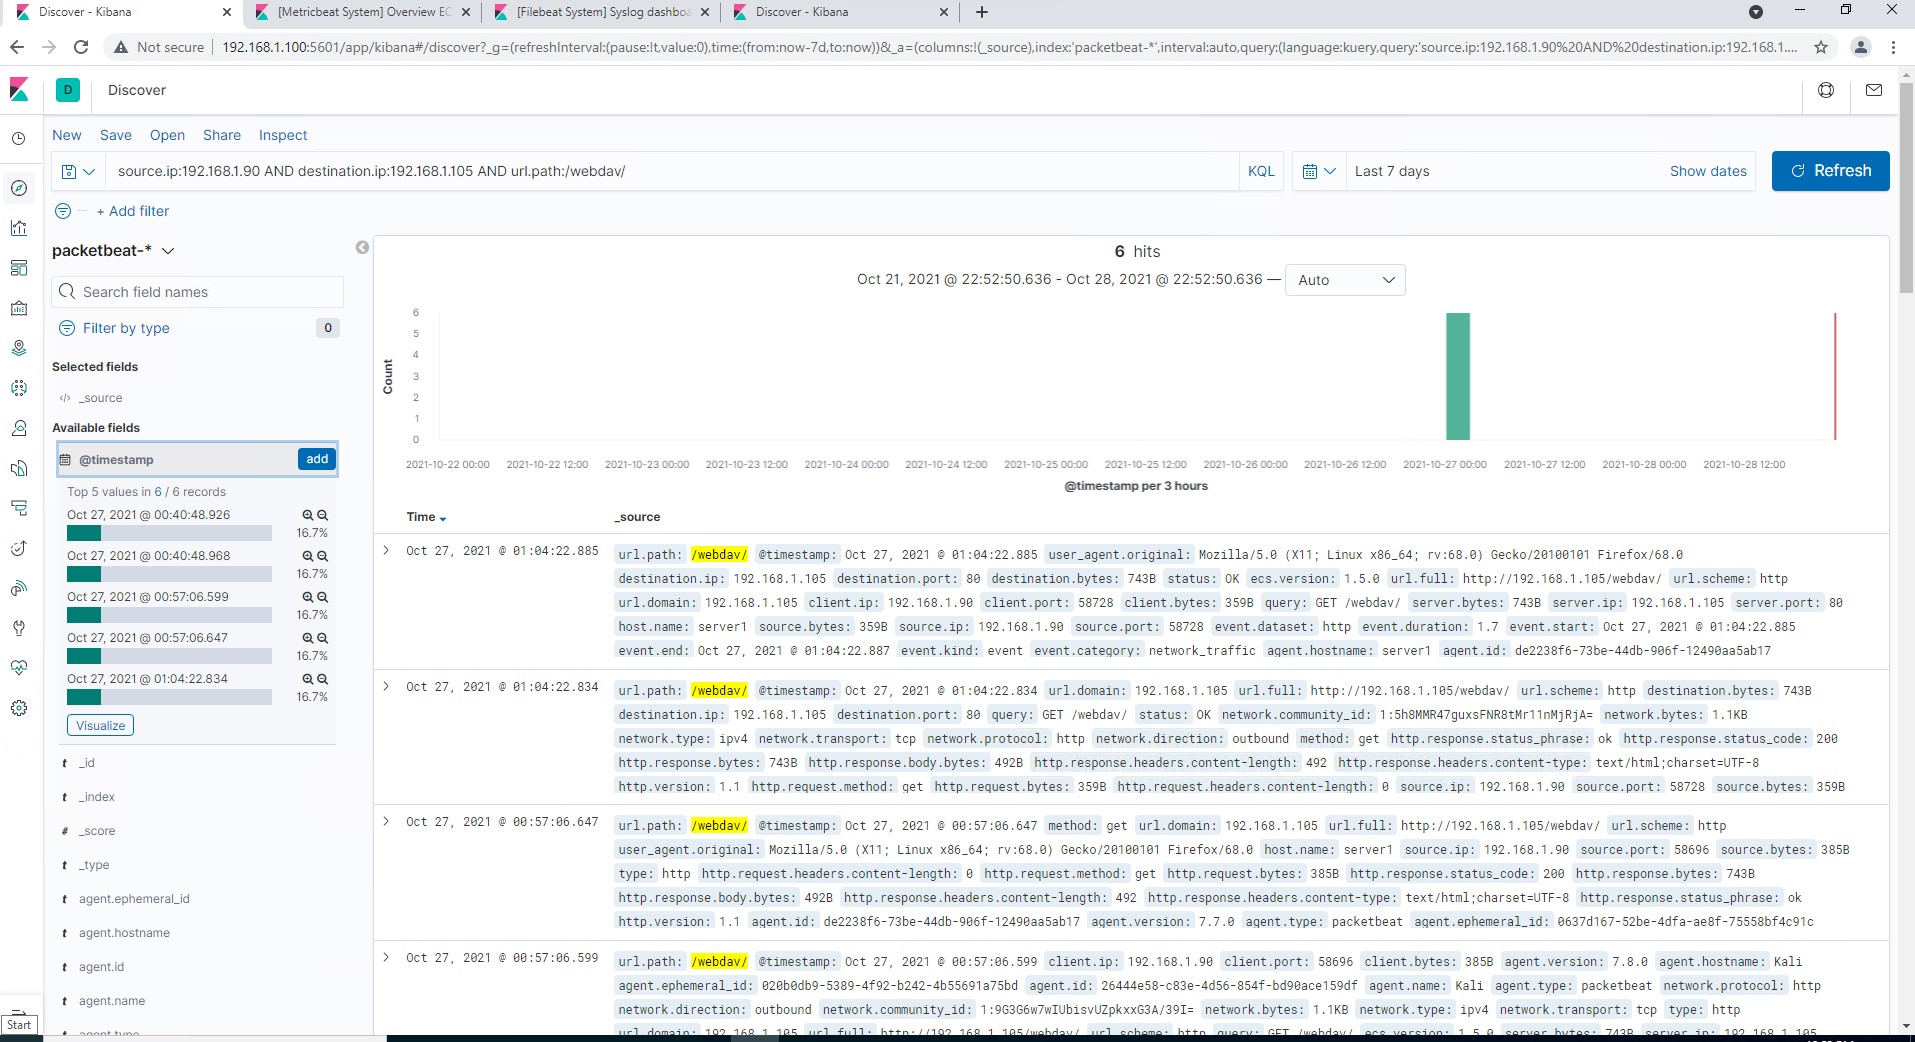 Discover - Kibana
[Metricbeat System] Overview EC
[Filebeat System] Syslog dashboa
Discover - Kibana
Not secure | 192.168.1.100:5601/app/kibana#/discover?_g=(refreshInterval:(pause:!t,value:0),time:(from:now-7d,to:now))&_a=(columns:!(_source),index:'packetbeat-*',interval:auto,query:(language:kuery,query:'source.ip:192.168.1.90%20AND%20destination.ip:192.168.1....
D Discover
New Save Open Share Inspect
source.ip:192.168.1.90 AND destination.ip:192.168.1.105 AND url.path:/webdav/ KQL Last 7 days Show dates Refresh
+ Add filter
packetbeat-*
Search field names
Filter by type 0
Selected fields
_source
Available fields
@timestamp add
Top 5 values in 6 / 6 records
Oct 27, 2021 @ 00:40:48.926
16.7%
Oct 27, 2021 @ 00:40:48.968
16.7%
Oct 27, 2021 @ 00:57:06.599
16.7%
Oct 27, 2021 @ 00:57:06.647
16.7%
Oct 27, 2021 @ 01:04:22.834
16.7%
Visualize
t _id
t _index
# _score
t _type
t agent.ephemeral_id
t agent.hostname
t agent.id
t agent.name
agent.type
Start
6 hits
Oct 21, 2021 @ 22:52:50.636 - Oct 28, 2021 @ 22:52:50.636 — Auto
Count
6
5
4
3
2
1
0
2021-10-22 00:00 2021-10-22 12:00 2021-10-23 00:00 2021-10-23 12:00 2021-10-24 00:00 2021-10-24 12:00 2021-10-25 00:00 2021-10-25 12:00 2021-10-26 00:00 2021-10-26 12:00 2021-10-27 00:00 2021-10-27 12:00 2021-10-28 00:00 2021-10-28 12:00
@timestamp per 3 hours
Time _source
Oct 27, 2021 @ 01:04:22.885
url.path: /webdav/ @timestamp: Oct 27, 2021 @ 01:04:22.885 user_agent.original: Mozilla/5.0 (X11; Linux x86_64; rv:68.0) Gecko/20100101 Firefox/68.0
destination.ip: 192.168.1.105 destination.port: 80 destination.bytes: 743B status: OK ecs.version: 1.5.0 url.full: http://192.168.1.105/webdav/ url.scheme: http
url.domain: 192.168.1.105 client.ip: 192.168.1.90 client.port: 58728 client.bytes: 359B query: GET /webdav/ server.bytes: 743B server.ip: 192.168.1.105 server.port: 80
host.name: server1 source.bytes: 359B source.ip: 192.168.1.90 source.port: 58728 event.dataset: http event.duration: 1.7 event.start: Oct 27, 2021 @ 01:04:22.885
event.end: Oct 27, 2021 @ 01:04:22.887 event.kind: event event.category: network_traffic agent.hostname: server1 agent.id: de2238f6-73be-44db-906f-12490aa5ab17
Oct 27, 2021 @ 01:04:22.834
url.path: /webdav/ @timestamp: Oct 27, 2021 @ 01:04:22.834 url.domain: 192.168.1.105 url.full: http://192.168.1.105/webdav/ url.scheme: http destination.bytes: 743B
destination.ip: 192.168.1.105 destination.port: 80 query: GET /webdav/ status: OK network.community_id: 1:5h8MMR47guxsFNR8tMr11nMjRjA= network.bytes: 1.1KB
network.type: ipv4 network.transport: tcp network.protocol: http network.direction: outbound method: get http.response.status_phrase: ok http.response.status_code: 200
http.response.bytes: 743B http.response.body.bytes: 492B http.response.headers.content-length: 492 http.response.headers.content-type: text/html;charset=UTF-8
http.version: 1.1 http.request.method: get http.request.bytes: 359B http.request.headers.content-length: 0 source.ip: 192.168.1.90 source.port: 58728 source.bytes: 359B
Oct 27, 2021 @ 00:57:06.647
url.path: /webdav/ @timestamp: Oct 27, 2021 @ 00:57:06.647 method: get url.domain: 192.168.1.105 url.full: http://192.168.1.105/webdav/ url.scheme: http
user_agent.original: Mozilla/5.0 (X11; Linux x86_64; rv:68.0) Gecko/20100101 Firefox/68.0 host.name: server1 source.ip: 192.168.1.90 source.port: 58696 source.bytes: 385B
type: http http.request.headers.content-length: 0 http.request.method: get http.request.bytes: 385B http.response.status_code: 200 http.response.bytes: 743B
http.response.body.bytes: 492B http.response.headers.content-length: 492 http.response.headers.content-type: text/html;charset=UTF-8 http.response.status_phrase: ok
http.version: 1.1 agent.id: de2238f6-73be-44db-906f-12490aa5ab17 agent.version: 7.7.0 agent.type: packetbeat agent.ephemeral_id: 0637d167-52be-4dfa-ae8f-75558bf4c91c
Oct 27, 2021 @ 00:57:06.599
url.path: /webdav/ @timestamp: Oct 27, 2021 @ 00:57:06.599 client.ip: 192.168.1.90 client.port: 58696 client.bytes: 385B agent.version: 7.8.0 agent.hostname: Kali
agent.ephemeral_id: 020b0db9-5389-4f92-b242-4b55691a75bd agent.id: 26444e58-c83e-4d56-854f-bd90ace159df agent.name: Kali agent.type: packetbeat network.protocol: http
network.direction: outbound network.community_id: 1:9G3G6w7wIUbisvUZpkxxG3A/39I= network.bytes: 1.1KB network.type: ipv4 network.transport: tcp type: http
url.domain: 192.168.1.105 url.full: http://192.168.1.105/webdav/ url.scheme: http query: GET /webdav/ ecs.version: 1.5.0 server.bytes: 743B server.ip: 192.168.1.105